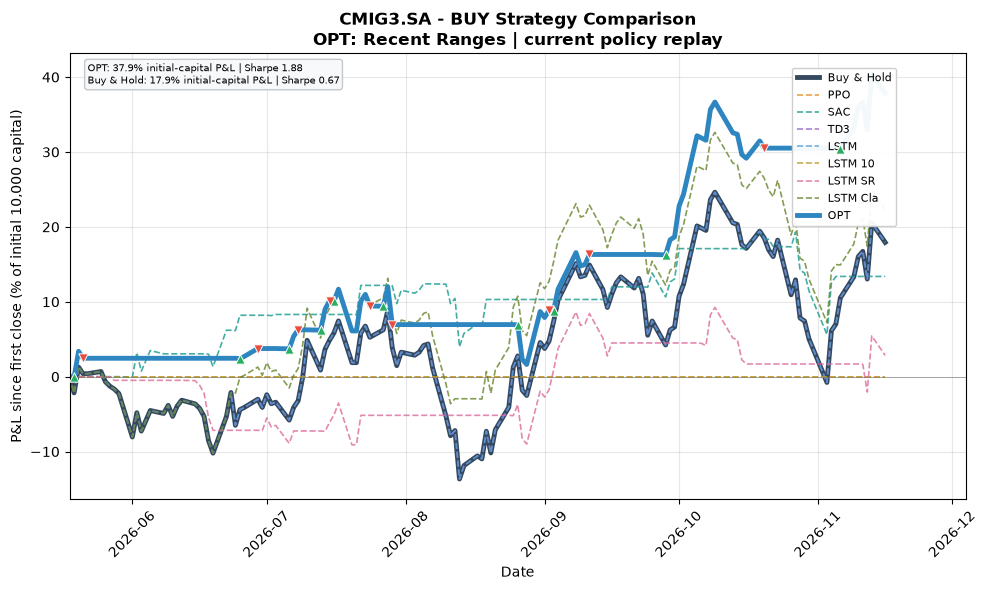 CMIG3.SA - BUY Strategy Comparison
OPT: Recent Ranges | current policy replay
OPT: 37.9% initial-capital P&L | Sharpe 1.88
Buy & Hold: 17.9% initial-capital P&L | Sharpe 0.67
Buy & Hold
PPO
SAC
TD3
LSTM
LSTM 10
LSTM SR
LSTM Cla
OPT
P&L since first close (% of initial 10,000 capital)
40
30
20
10
0
−10
2026-06
2026-07
2026-08
2026-09
2026-10
2026-11
2026-12
Date